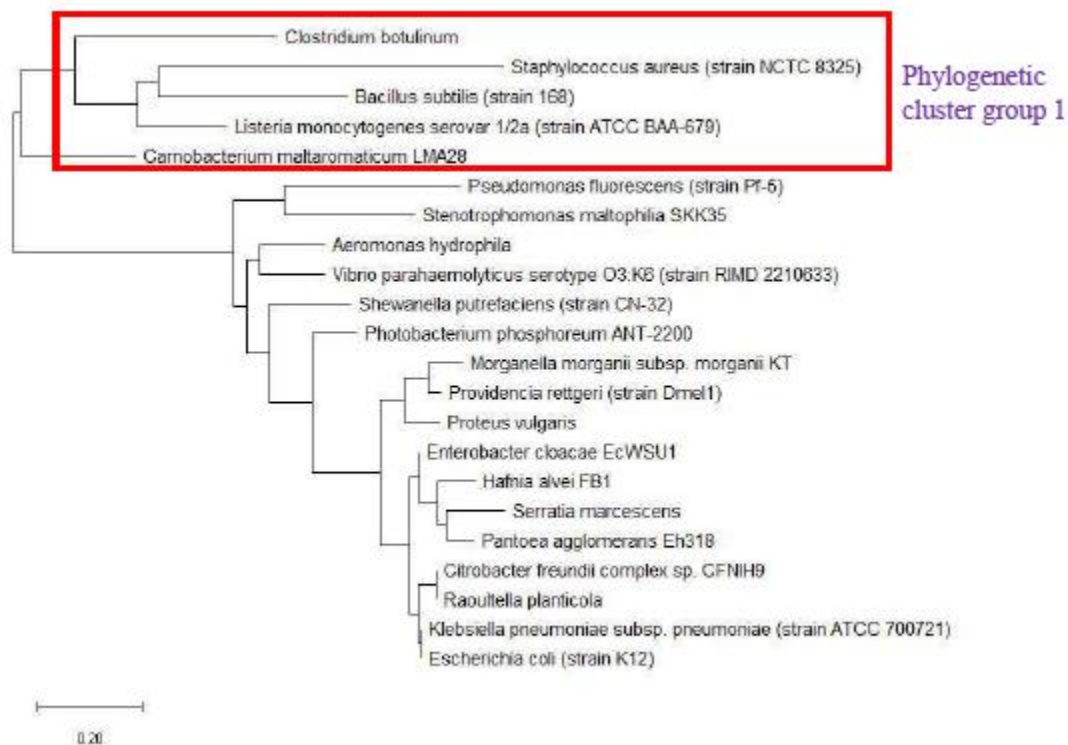 Clostridium botulinum
Staphylococcus aureus (strain NCTC 8325)
Phylogenetic
cluster group 1
Bacillus subtilis (strain 168)
Listeria monocytogenes serovar 1/2a (strain ATCC BAA-679)
Carnobacterium maltaromaticum LMA28
Pseudomonas fluorescens (strain Pf-5)
Stenotrophomonas maltophilia SKK35
Aeromonas hydrophila
Vibrio parahaemolyticus serotype O3:K6 (strain RIMD 2210633)
Shewanella putrefaciens (strain CN-32)
Photobacterium phosphoreum ANT-2200
Morganella morganii subsp. morganii KT
Providencia rettgeri (strain Dmel1)
Proteus vulgaris
Enterobacter cloacae EcWSU1
Hafnia alvei FB1
Serratia marcescens
Pantoea agglomerans Eh318
Citrobacter freundii complex sp. CFNIH9
Raoultella planticola
Klebsiella pneumoniae subsp. pneumoniae (strain ATCC 700721)
Escherichia coli (strain K12)
0.20